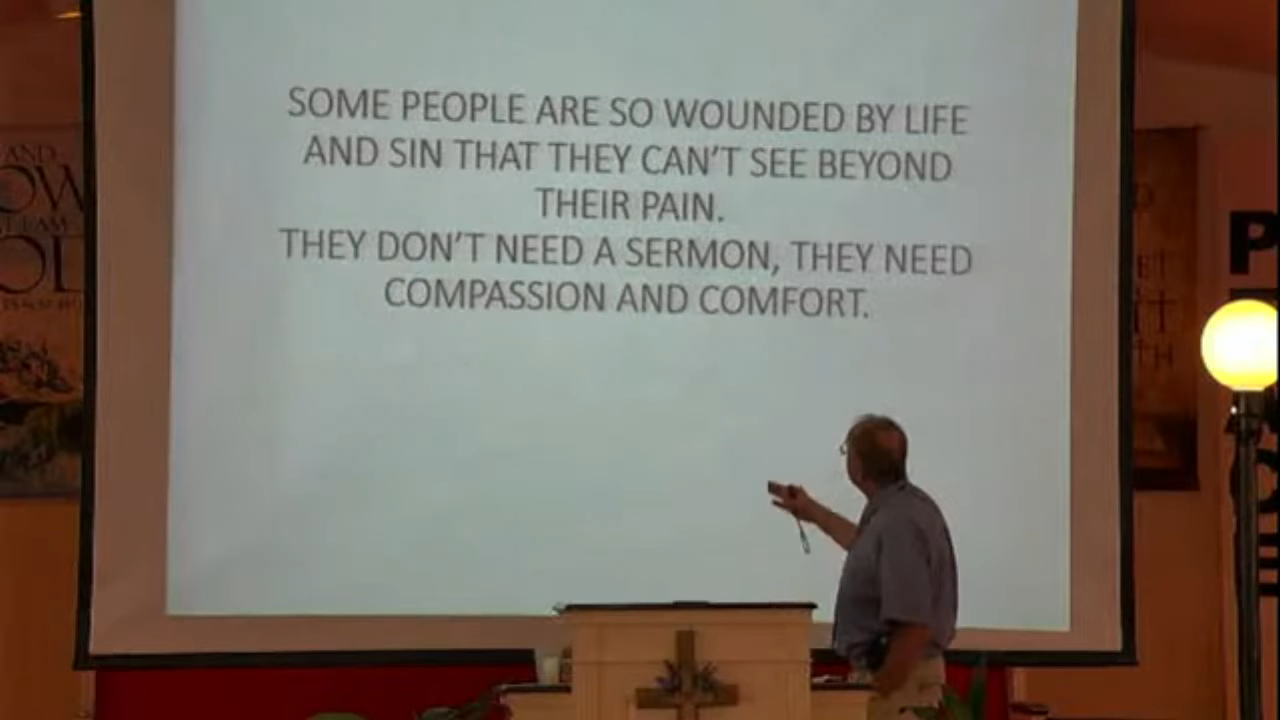 SOME PEOPLE ARE SO WOUNDED BY LIFE
AND SIN THAT THEY CAN'T SEE BEYOND
THEIR PAIN.
THEY DON'T NEED A SERMON, THEY NEED
COMPASSION AND COMFORT.
AND